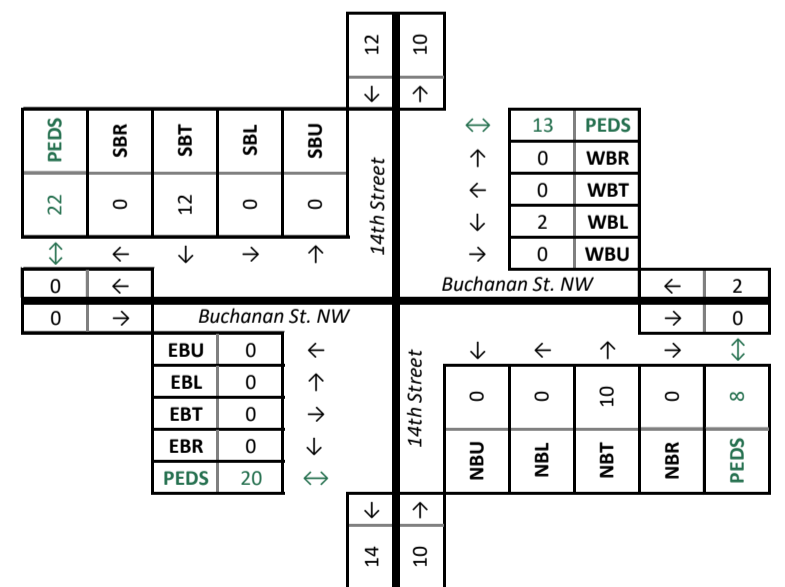 12 10
↓ ↑
PEDS SBR SBT SBL SBU
22 0 12 0 0
↕ ← ↓ → ↑
14th Street
↔ 13 PEDS
↑ 0 WBR
← 0 WBT
↓ 2 WBL
→ 0 WBU
0 ←
Buchanan St. NW
← 2
0 →
Buchanan St. NW
→ 0
EBU 0 ←
EBL 0 ↑
EBT 0 →
EBR 0 ↓
PEDS 20 ↔
14th Street
↓ ← ↑ → ↕
0 0 10 0 8
NBU NBL NBT NBR PEDS
↓ ↑
14 10